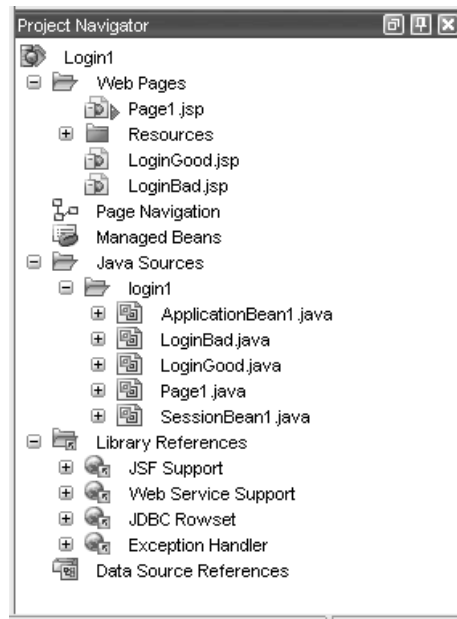 Project Navigator
Login1
Web Pages
Page1.jsp
Resources
LoginGood.jsp
LoginBad.jsp
Page Navigation
Managed Beans
Java Sources
login1
ApplicationBean1.java
LoginBad.java
LoginGood.java
Page1.java
SessionBean1.java
Library References
JSF Support
Web Service Support
JDBC Rowset
Exception Handler
Data Source References